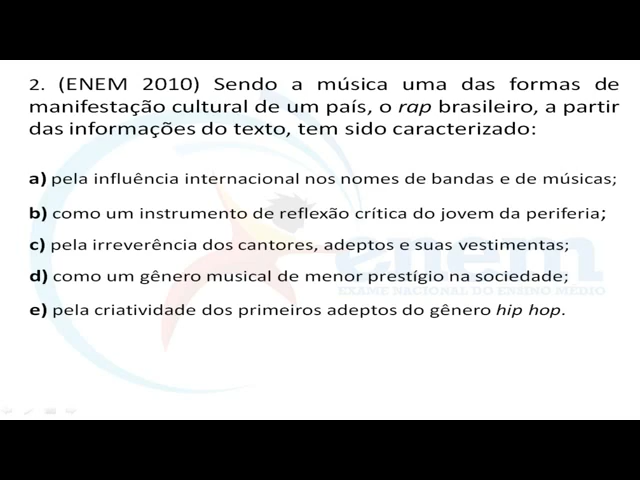 2. (ENEM 2010) Sendo a música uma das formas de
manifestação cultural de um país, o rap brasileiro, a partir
das informações do texto, tem sido caracterizado:
a) pela influência internacional nos nomes de bandas e de músicas;
b) como um instrumento de reflexão crítica do jovem da periferia;
c) pela irreverência dos cantores, adeptos e suas vestimentas;
d) como um gênero musical de menor prestígio na sociedade;
enem
EXAME NACIONAL DO ENSINO MÉDIO
e) pela criatividade dos primeiros adeptos do gênero hip hop.